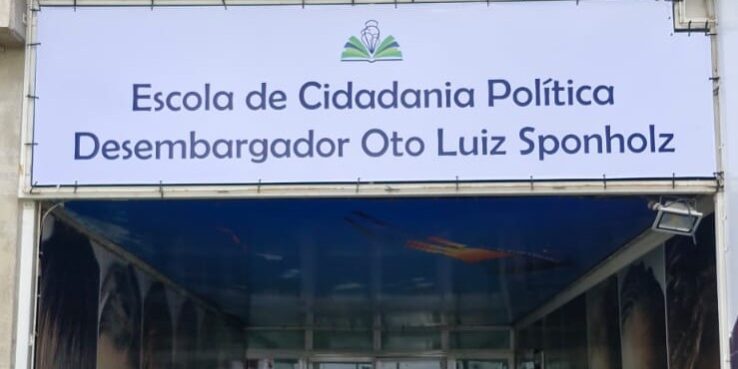 Escola de Cidadania Política
Desembargador Oto Luiz Sponholz